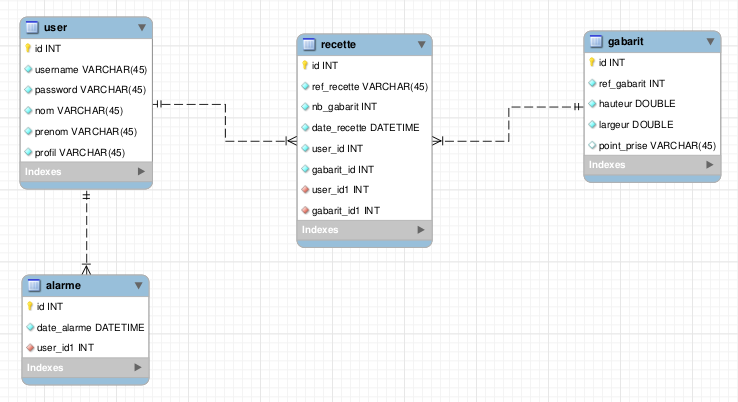 user
id INT
username VARCHAR(45)
password VARCHAR(45)
nom VARCHAR(45)
prenom VARCHAR(45)
profil VARCHAR(45)
Indexes
recette
id INT
ref_recette VARCHAR(45)
nb_gabarit INT
date_recette DATETIME
user_id INT
gabarit_id INT
user_id1 INT
gabarit_id1 INT
Indexes
gabarit
id INT
ref_gabarit INT
hauteur DOUBLE
largeur DOUBLE
point_prise VARCHAR(45)
Indexes
alarme
id INT
date_alarme DATETIME
user_id1 INT
Indexes